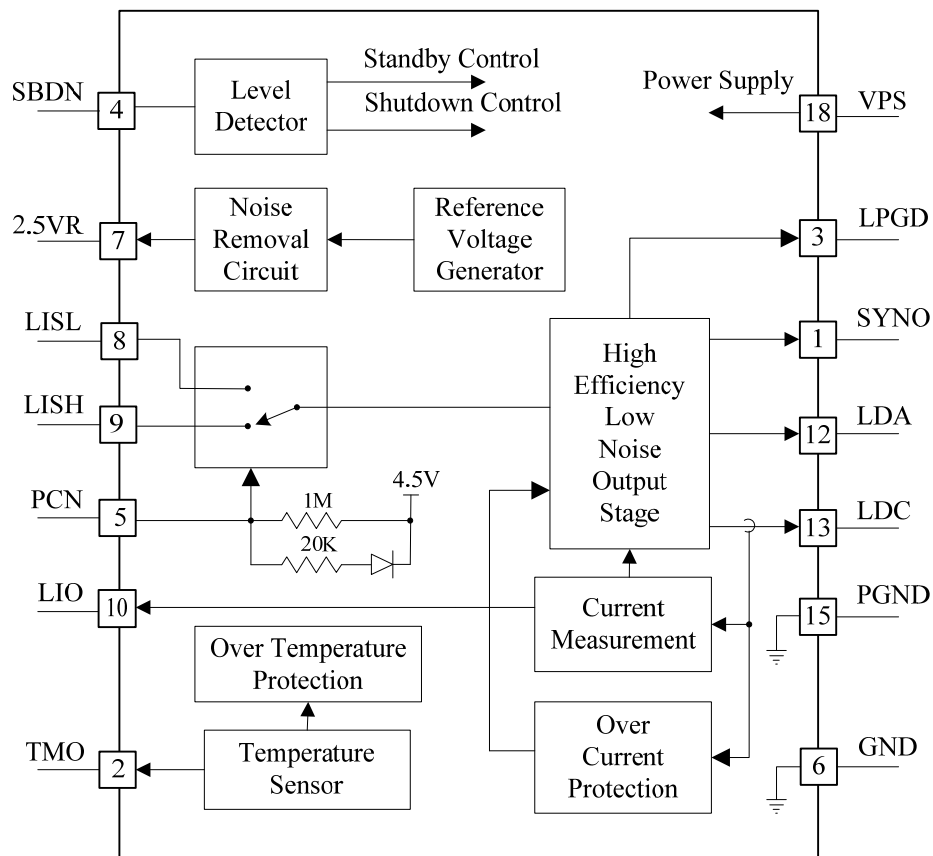 SBDN
4
Level
Detector
Standby Control
Shutdown Control
Power Supply
18
VPS
2.5VR
7
Noise
Removal
Circuit
Reference
Voltage
Generator
3
LPGD
LISL
8
1
SYNO
High
Efficiency
Low
Noise
Output
Stage
LISH
9
12
LDA
PCN
5
1M
4.5V
20K
13
LDC
LIO
10
Current
Measurement
15
PGND
Over Temperature
Protection
TMO
2
Temperature
Sensor
Over
Current
Protection
6
GND